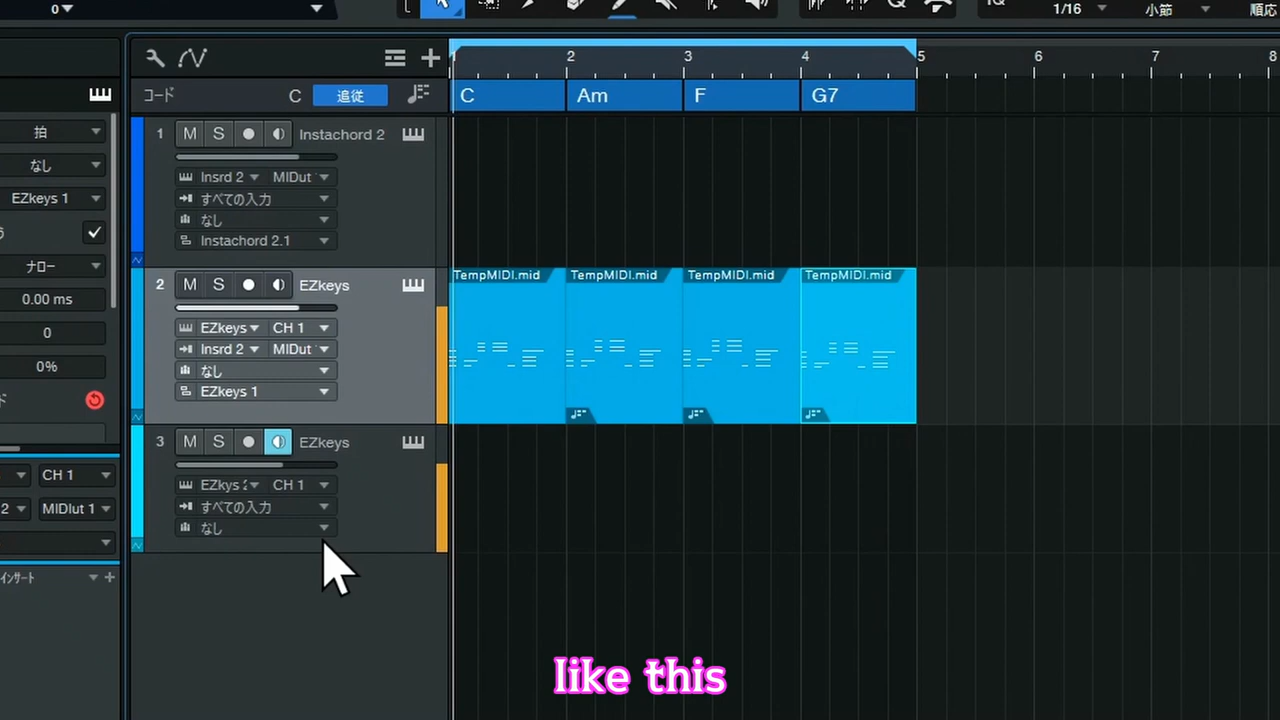 0
1/16 小節 順応
1 2 3 4 5 6 7 8
コード C 追従 C Am F G7
拍
なし
EZkeys 1
ナロー
0.00 ms
0
0%
CH 1
2 MIDIut 1
インサート
1 M S Instachord 2
Insrd 2 MIDut
すべての入力
なし
Instachord 2.1
2 M S EZkeys
EZkeys CH 1
Insrd 2 MIDut
なし
EZkeys 1
TempMIDI.mid TempMIDI.mid TempMIDI.mid TempMIDI.mid
3 M S EZkeys
EZkys 2 CH 1
すべての入力
なし
like this